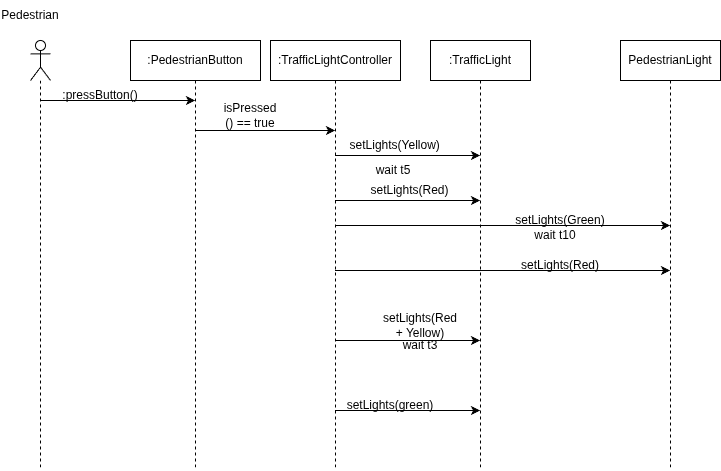 Pedestrian
:PedestrianButton
:TrafficLightController
:TrafficLight
PedestrianLight
:pressButton()
isPressed
() == true
setLights(Yellow)
wait t5
setLights(Red)
setLights(Green)
wait t10
setLights(Red)
setLights(Red
+ Yellow)
wait t3
setLights(green)